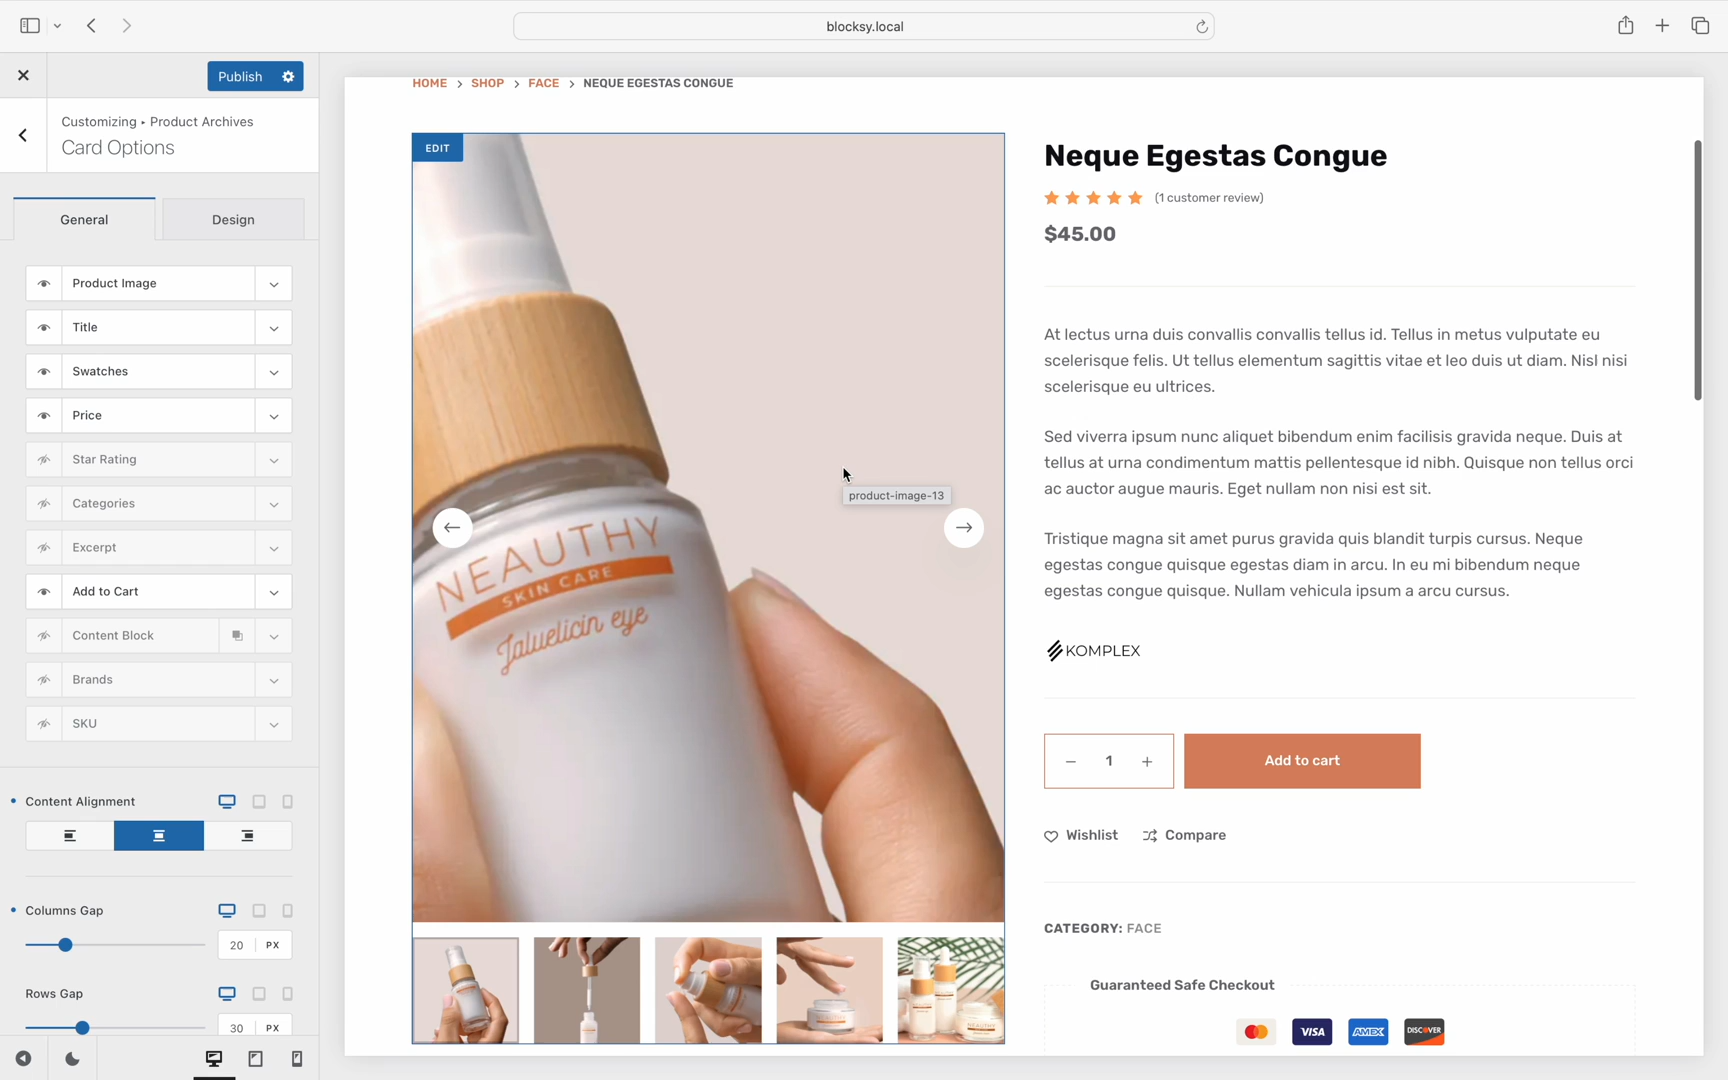 blocksy.local
Publish
Customizing • Product Archives
Card Options
General
Design
Product Image
Title
Swatches
Price
Star Rating
Categories
Excerpt
Add to Cart
Content Block
Brands
SKU
Content Alignment
Columns Gap
20 PX
Rows Gap
30 PX
HOME > SHOP > FACE > NEQUE EGESTAS CONGUE
EDIT
NEAUTHY
SKIN CARE
Jaluelicin eye
product-image-13
Neque Egestas Congue
(1 customer review)
$45.00
At lectus urna duis convallis convallis tellus id. Tellus in metus vulputate eu
scelerisque felis. Ut tellus elementum sagittis vitae et leo duis ut diam. Nisl nisi
scelerisque eu ultrices.
Sed viverra ipsum nunc aliquet bibendum enim facilisis gravida neque. Duis at
tellus at urna condimentum mattis pellentesque id nibh. Quisque non tellus orci
ac auctor augue mauris. Eget nullam non nisi est sit.
Tristique magna sit amet purus gravida quis blandit turpis cursus. Neque
egestas congue quisque egestas diam in arcu. In eu mi bibendum neque
egestas congue quisque. Nullam vehicula ipsum a arcu cursus.
KOMPLEX
− 1 +
Add to cart
Wishlist
Compare
CATEGORY: FACE
Guaranteed Safe Checkout
VISA
AMEX
DISCOVER
NEAUTHY